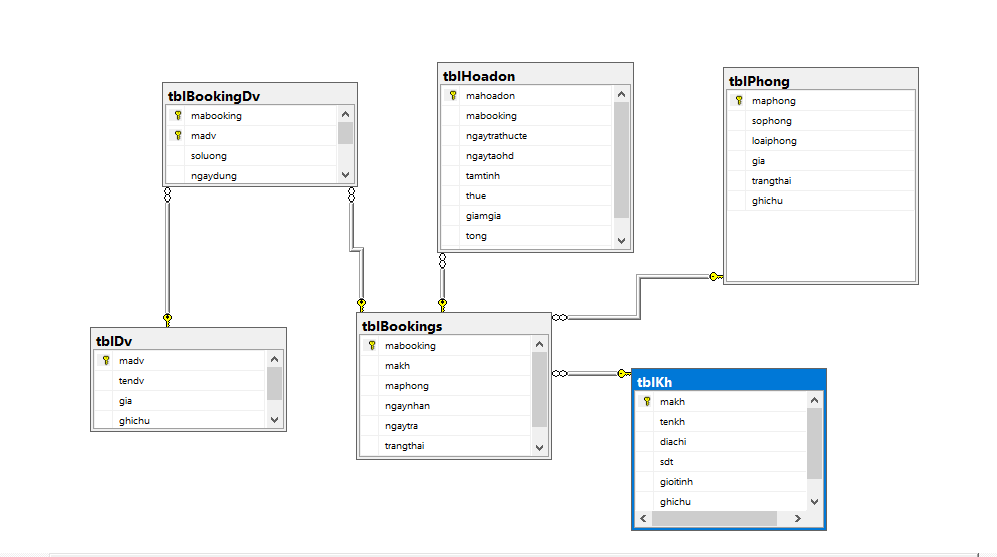 tblBookingDv
mabooking
madv
soluong
ngaydung
tblHoadon
mahoadon
mabooking
ngaytrathucte
ngaytaohd
tamtinh
thue
giamgia
tong
tblPhong
maphong
sophong
loaiphong
gia
trangthai
ghichu
tblDv
madv
tendv
gia
ghichu
tblBookings
mabooking
makh
maphong
ngaynhan
ngaytra
trangthai
tblKh
makh
tenkh
diachi
sdt
gioitinh
ghichu